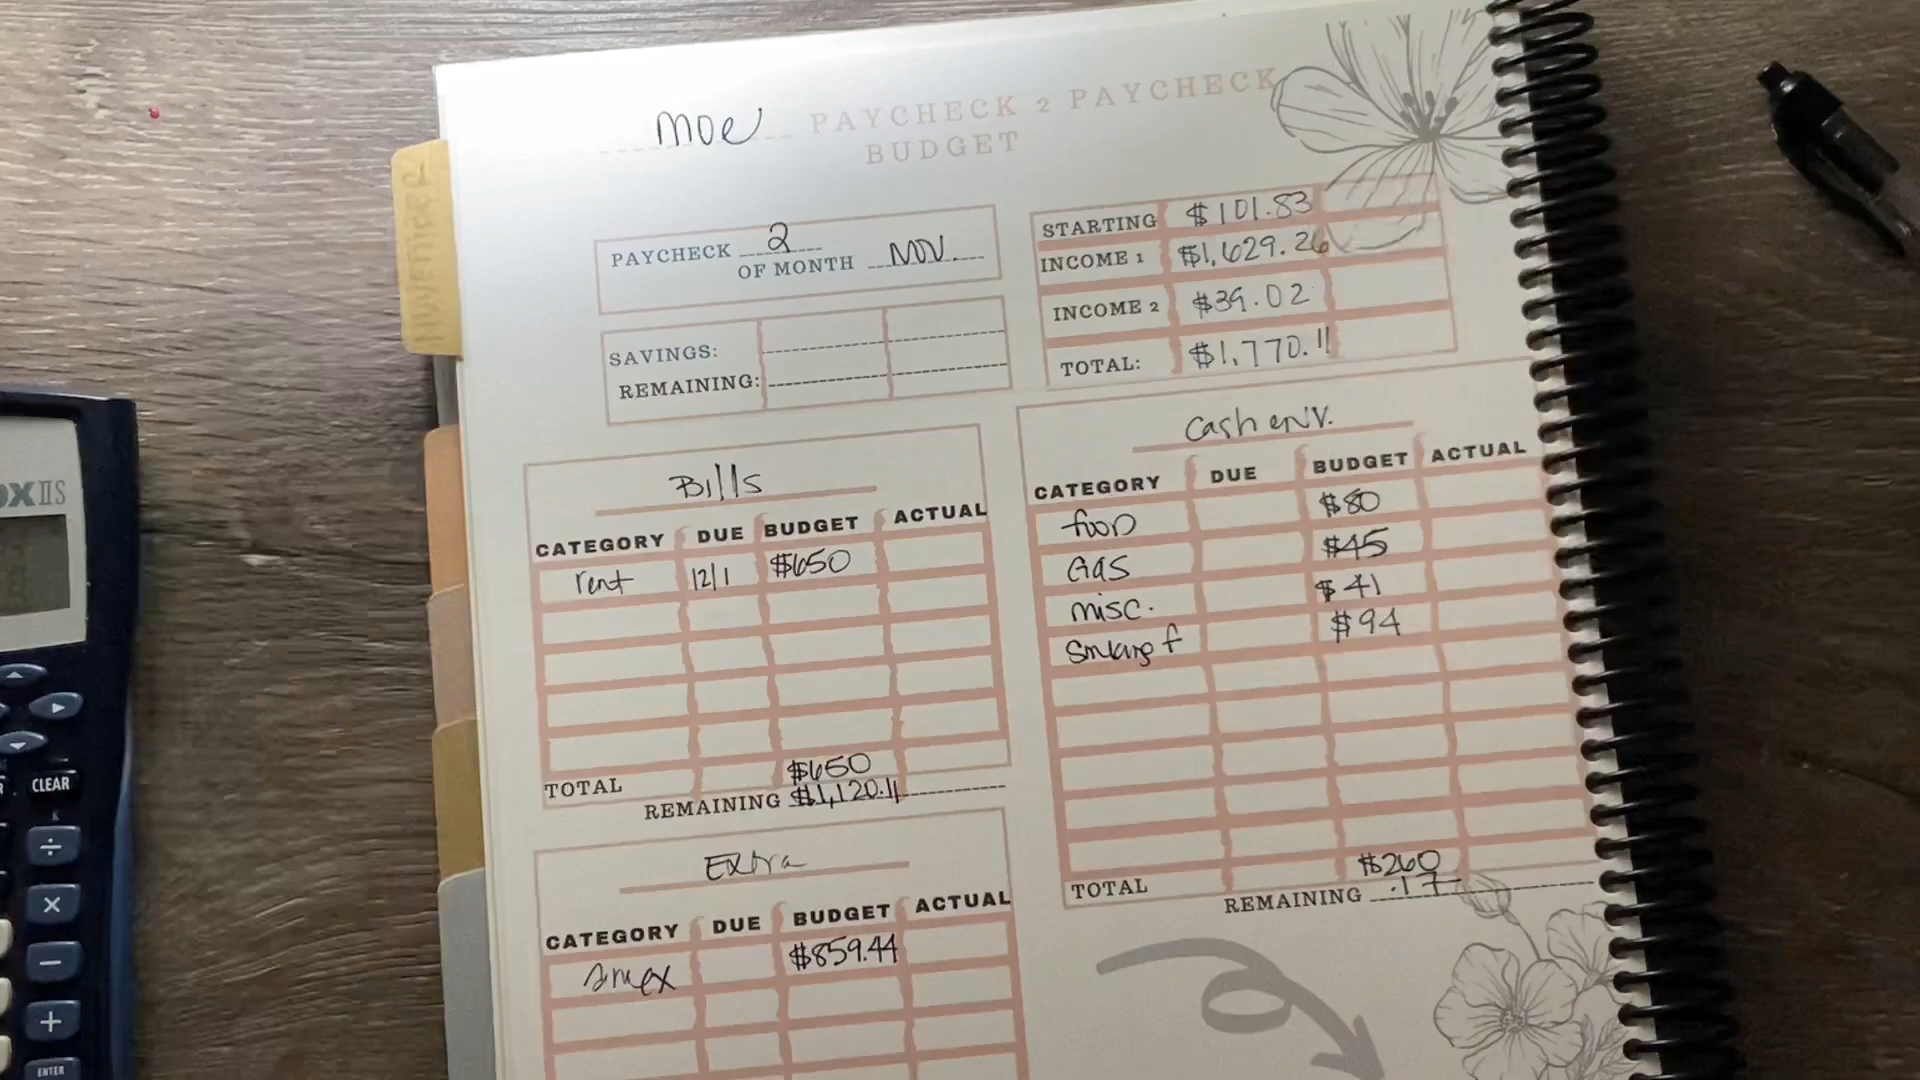 Moe PAYCHECK 2 PAYCHECK
BUDGET
PAYCHECK 2
OF MONTH NOV.
SAVINGS:
REMAINING:
STARTING $101.83
INCOME 1 $1,629.26
INCOME 2 $39.02
TOTAL: $1,770.11
Bills
CATEGORY DUE BUDGET ACTUAL
rent 12/1 $650
TOTAL $650
REMAINING $1,120.11
Extra
CATEGORY DUE BUDGET ACTUAL
amex $859.44
Cash env.
CATEGORY DUE BUDGET ACTUAL
food $80
Gas $45
misc. $41
$94
TOTAL $260
REMAINING .17
NOVEMBER
IIS
CLEAR
K
÷
×
−
+
ENTER